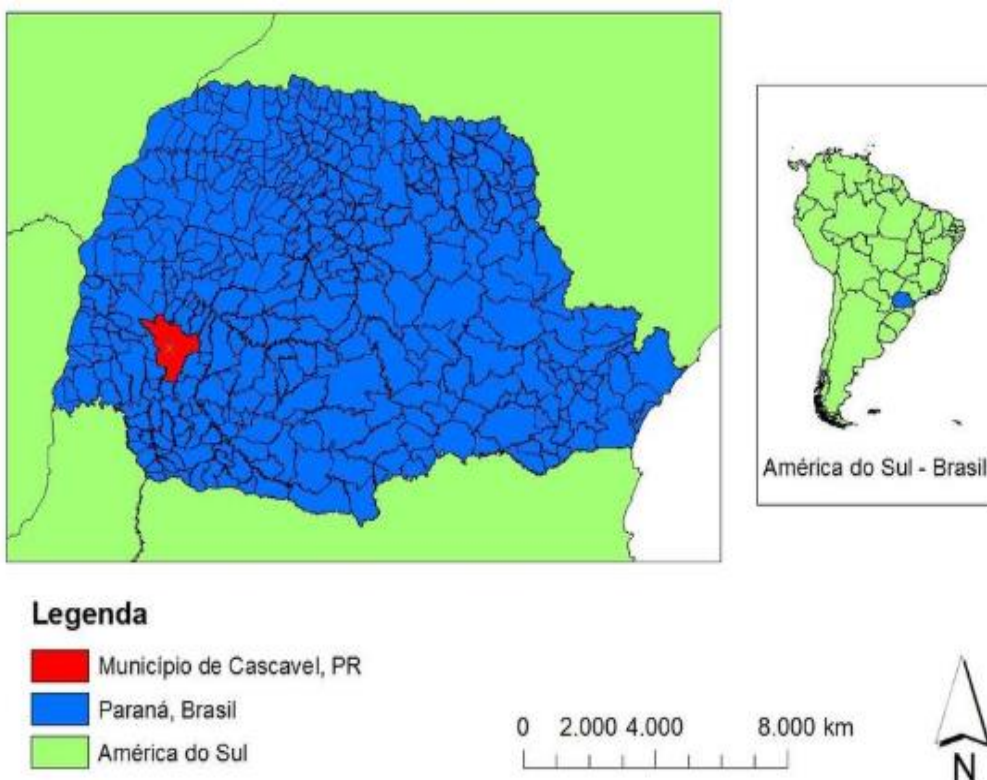 América do Sul - Brasil
Legenda
Município de Cascavel, PR
Paraná, Brasil
América do Sul
0 2.000 4.000 8.000 km
N